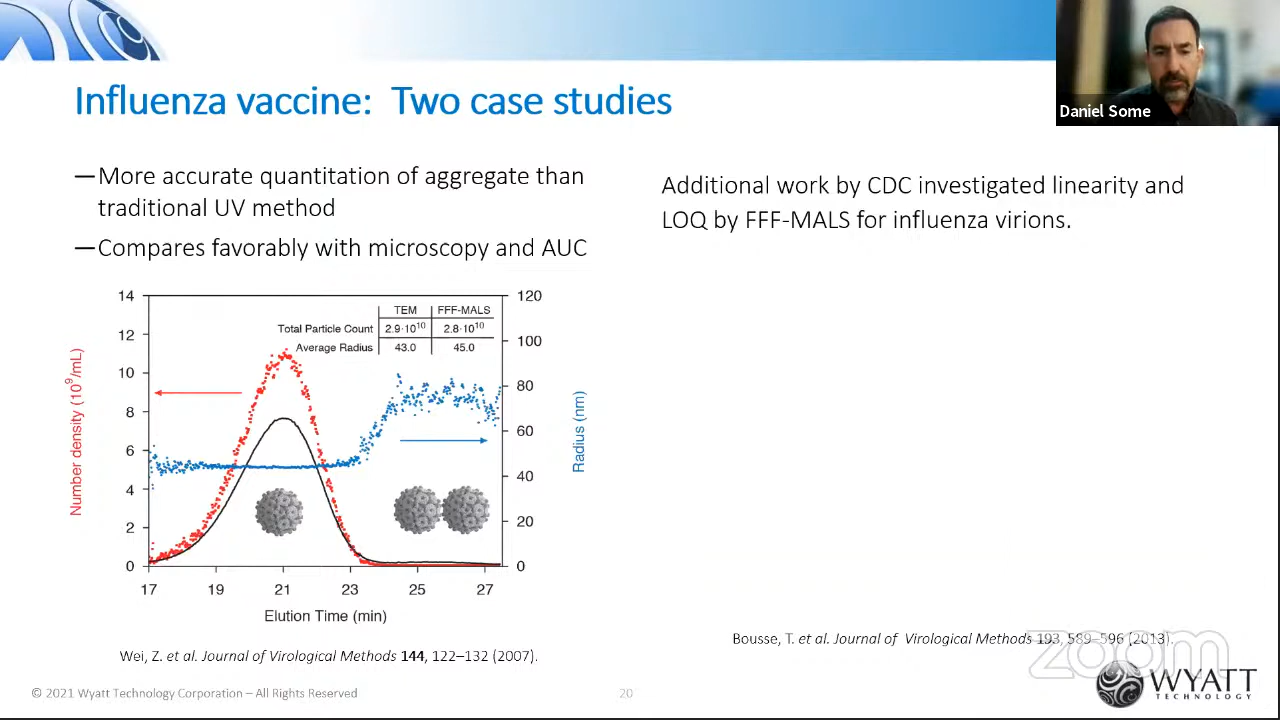 Daniel Some
Influenza vaccine: Two case studies
—More accurate quantitation of aggregate than
traditional UV method
—Compares favorably with microscopy and AUC
Additional work by CDC investigated linearity and
LOQ by FFF-MALS for influenza virions.
14
12
10
8
6
4
2
0
Number density (10⁹/mL)
TEM FFF-MALS
Total Particle Count 2.9·10¹⁰ 2.8·10¹⁰
Average Radius 43.0 45.0
120
100
80
60
40
20
0
Radius (nm)
17 19 21 23 25 27
Elution Time (min)
Wei, Z. et al. Journal of Virological Methods 144, 122–132 (2007).
Bousse, T. et al. Journal of Virological Methods 193, 589–596 (2013).
zoom
© 2021 Wyatt Technology Corporation – All Rights Reserved
20
WYATT
TECHNOLOGY